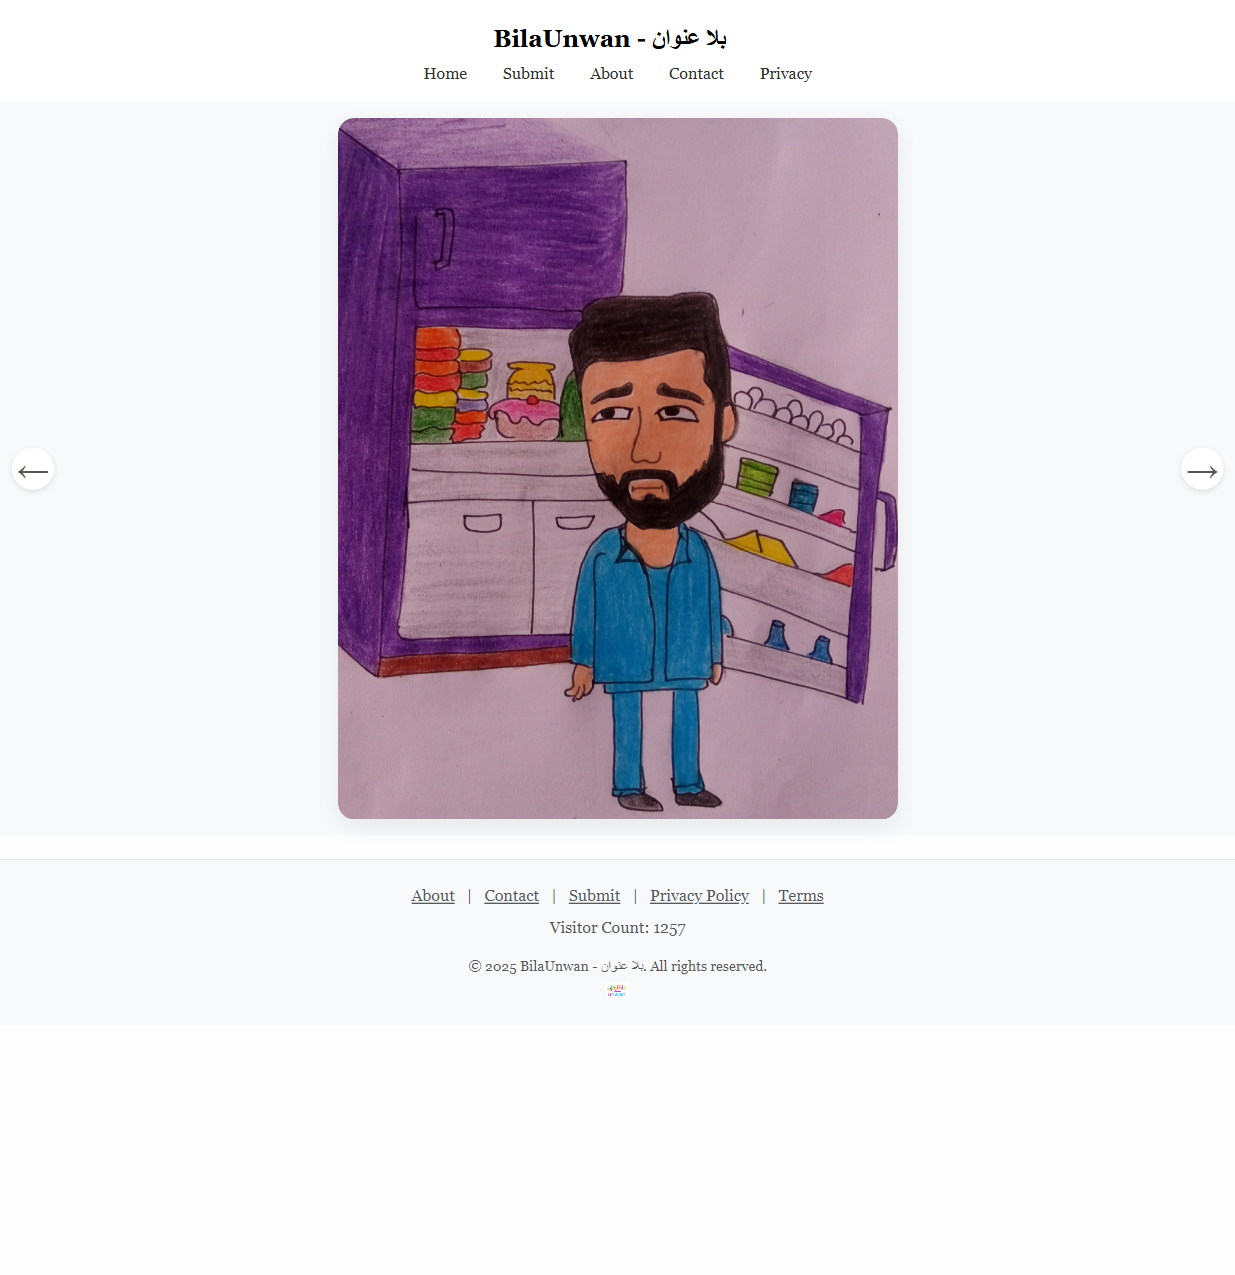 BilaUnwan - بلا عنوان
Home Submit About Contact Privacy
←
→
About | Contact | Submit | Privacy Policy | Terms
Visitor Count: 1257
© 2025 BilaUnwan - بلا عنوان. All rights reserved.